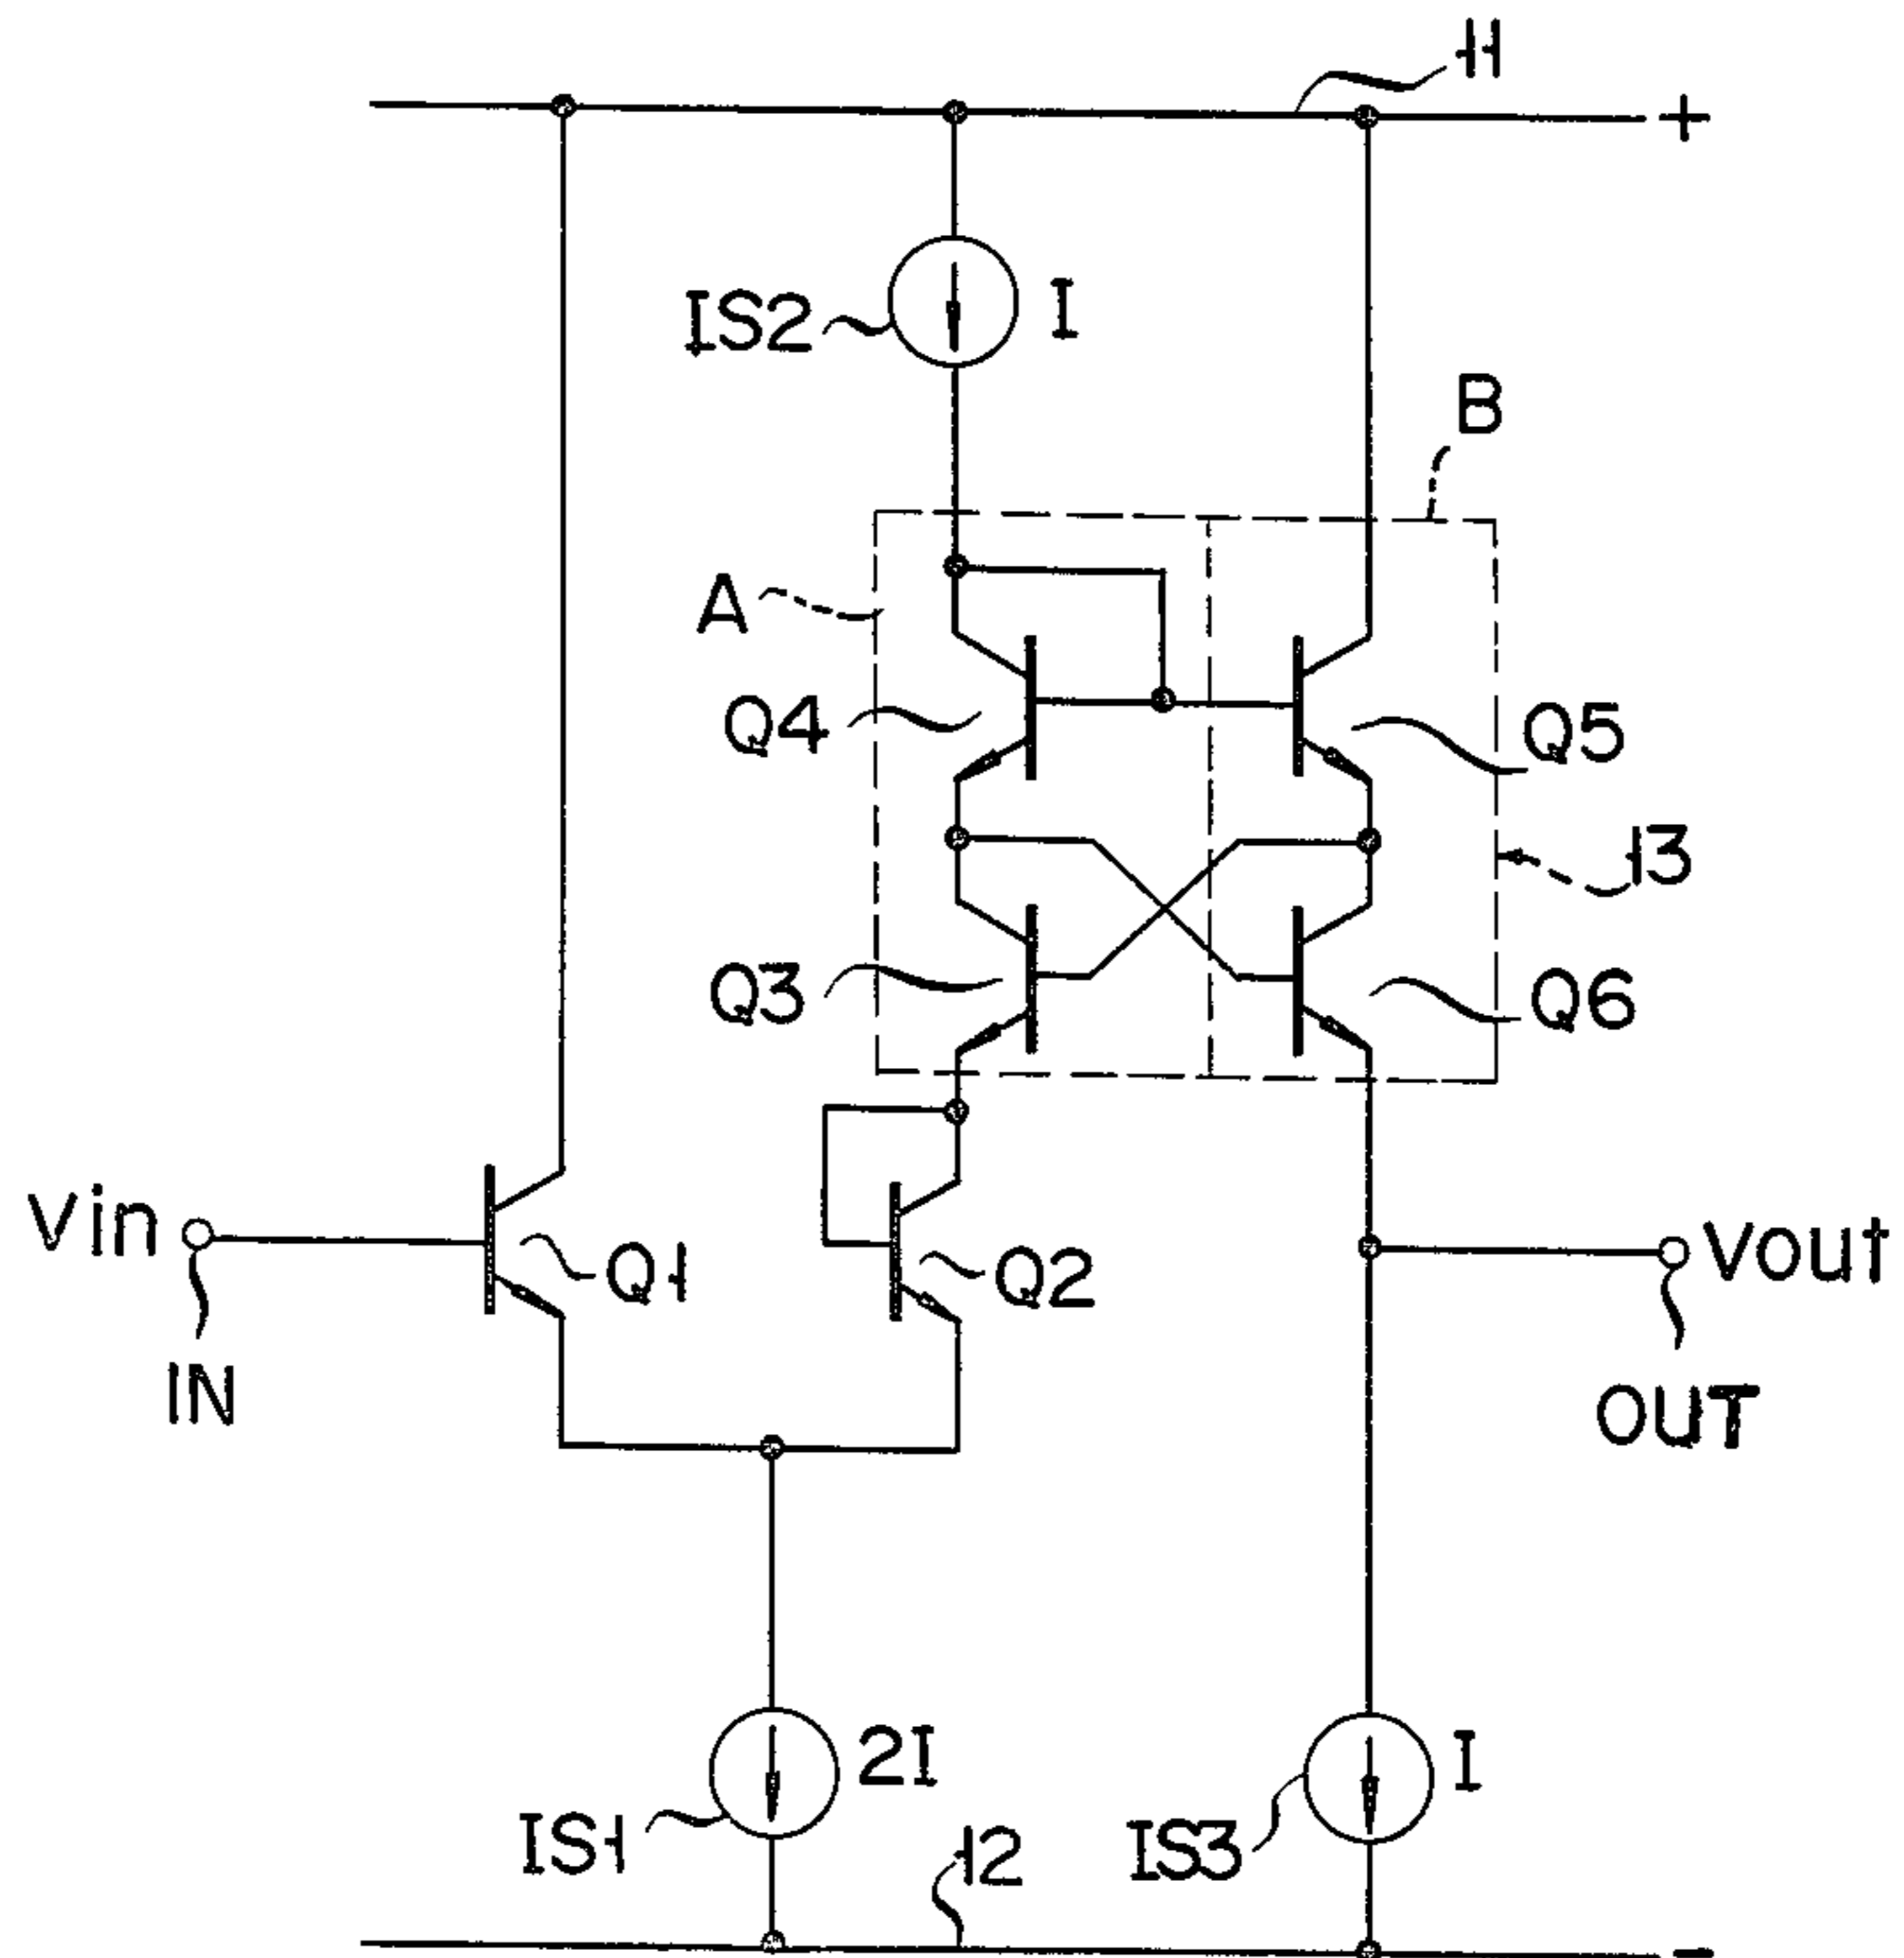 11
+
IS2
I
B
A
Q4
Q5
13
Q3
Q6
Vin
Q1
Q2
Vout
IN
OUT
2I
I
IS1
12
IS3
-